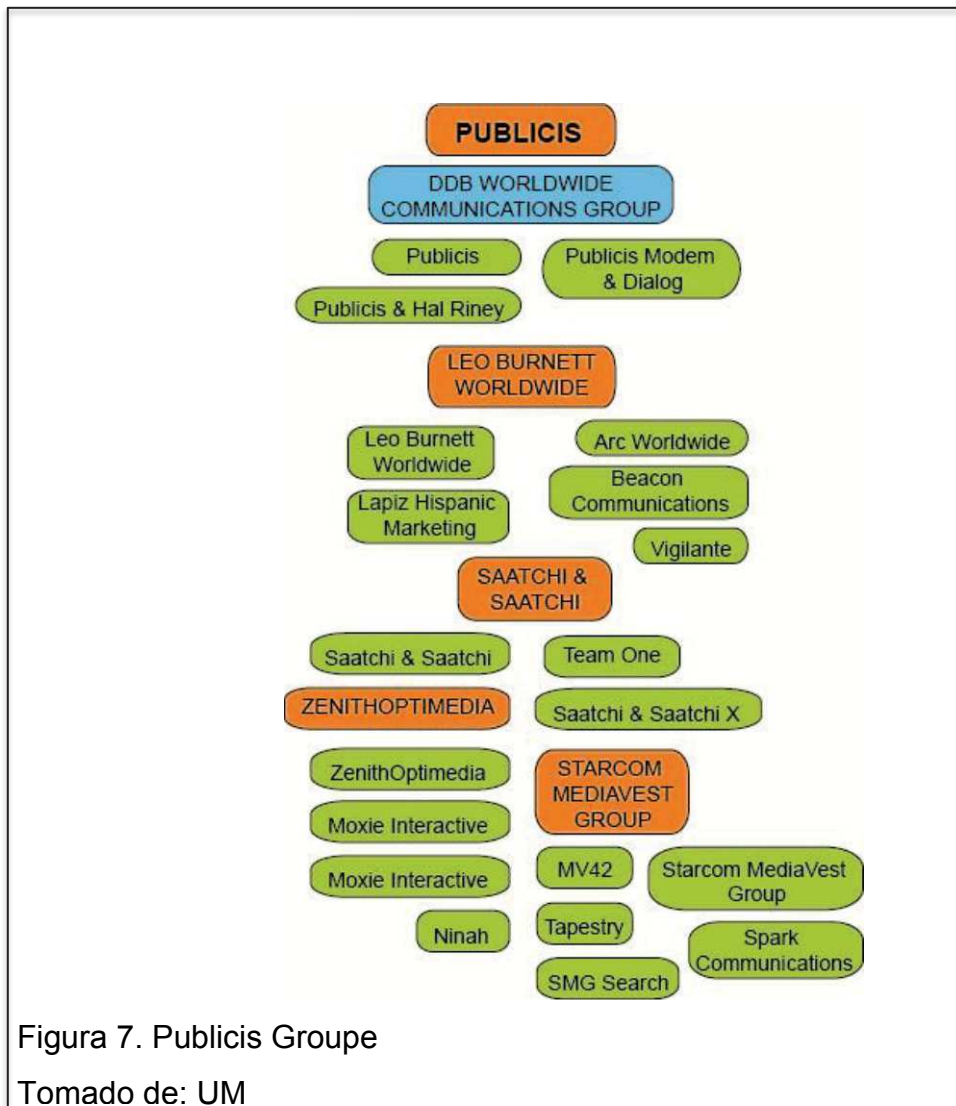 PUBLICIS
DDB WORLDWIDE
COMMUNICATIONS GROUP
Publicis
Publicis Modem
& Dialog
Publicis & Hal Riney
LEO BURNETT
WORLDWIDE
Leo Burnett
Worldwide
Arc Worldwide
Lapiz Hispanic
Marketing
Beacon
Communications
Vigilante
SAATCHI &
SAATCHI
Saatchi & Saatchi
Team One
ZENITHOPTIMEDIA
Saatchi & Saatchi X
ZenithOptimedia
Moxie Interactive
Moxie Interactive
Ninah
STARCOM
MEDIAVEST
GROUP
MV42
Starcom MediaVest
Group
Tapestry
Spark
Communications
SMG Search
Figura 7. Publicis Groupe
Tomado de: UM